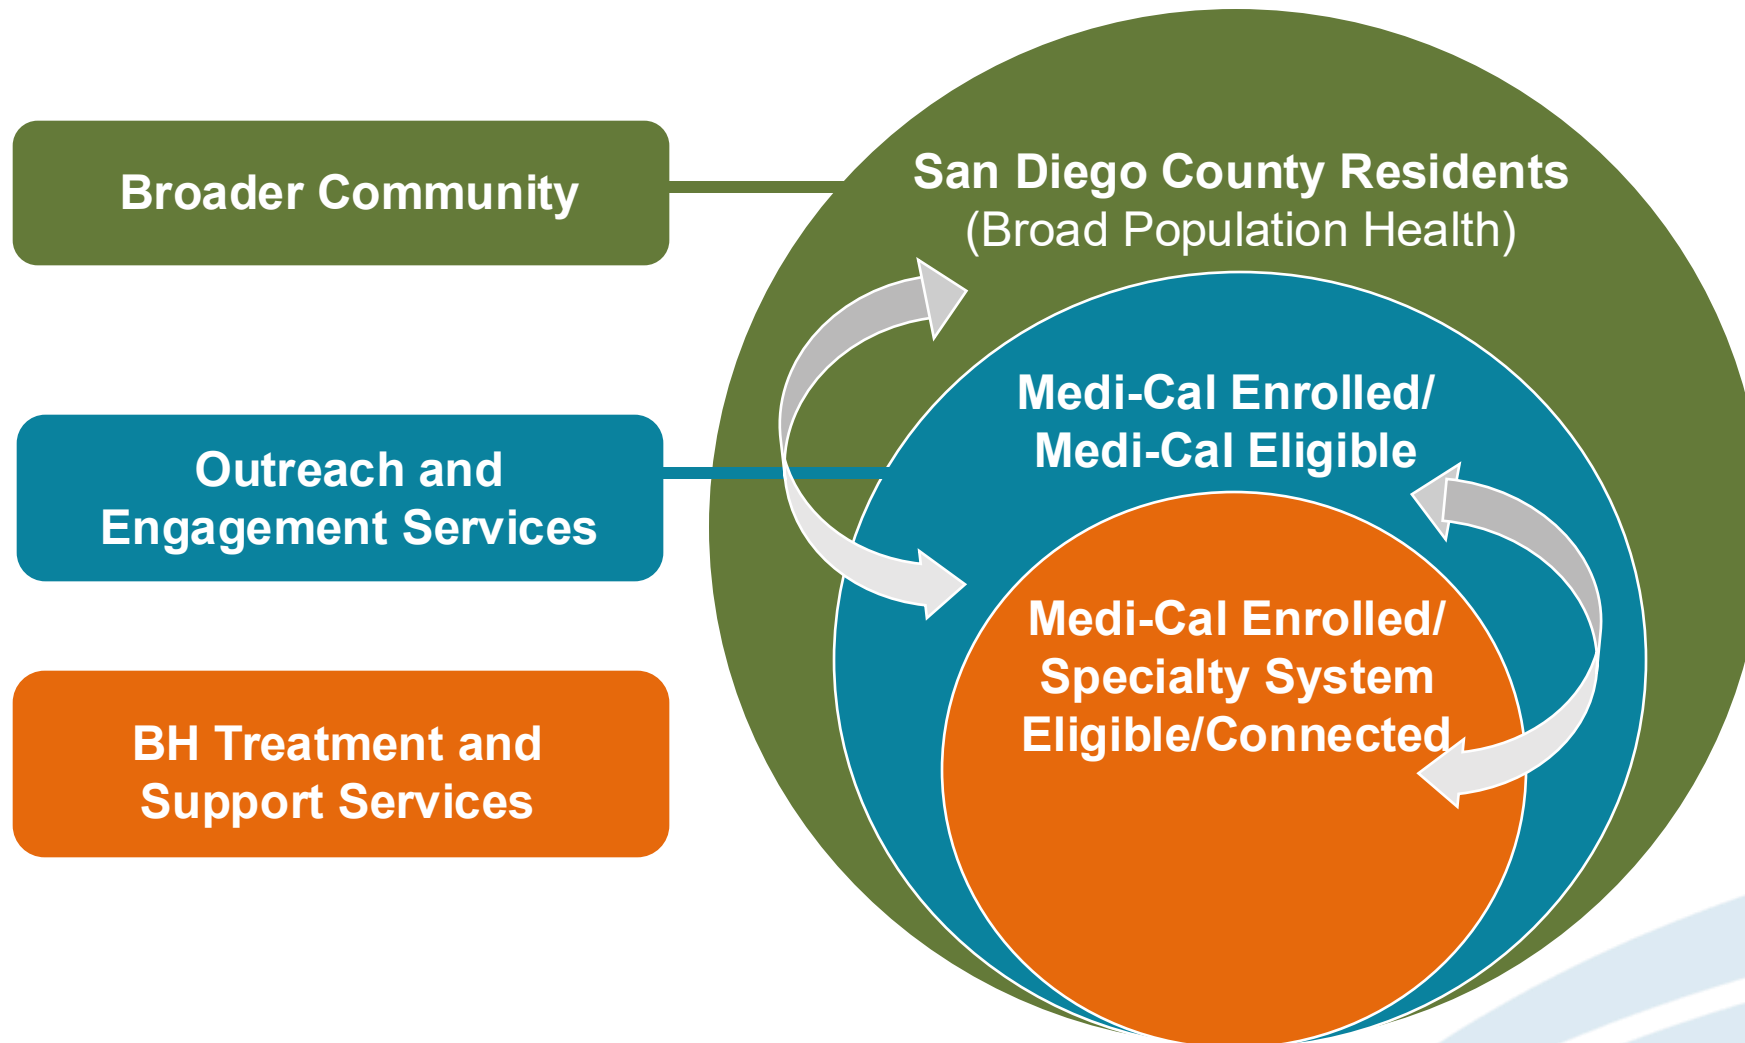 Broader Community
Outreach and
Engagement Services
BH Treatment and
Support Services
San Diego County Residents
(Broad Population Health)
Medi-Cal Enrolled/
Medi-Cal Eligible
Medi-Cal Enrolled/
Specialty System
Eligible/Connected